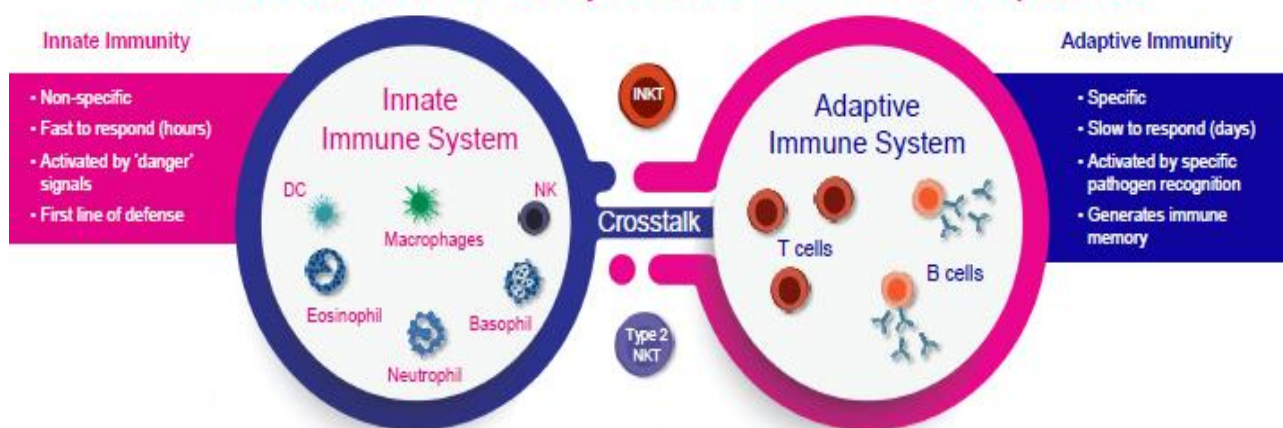 Innate Immunity
• Non-specific
• Fast to respond (hours)
• Activated by 'danger'
signals
• First line of defense
Innate
Immune System
DC
Macrophages
NK
Eosinophil
Basophil
Neutrophil
INKT
Crosstalk
Type 2
NKT
Adaptive
Immune System
T cells
B cells
Adaptive Immunity
• Specific
• Slow to respond (days)
• Activated by specific
pathogen recognition
• Generates immune
memory